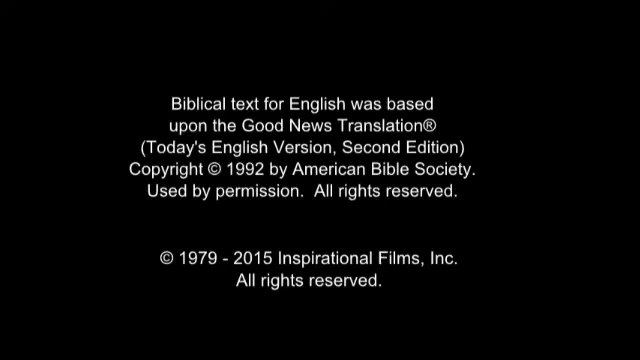 Biblical text for English was based
upon the Good News Translation®
(Today's English Version, Second Edition)
Copyright © 1992 by American Bible Society.
Used by permission.  All rights reserved.
© 1979 - 2015 Inspirational Films, Inc.
All rights reserved.